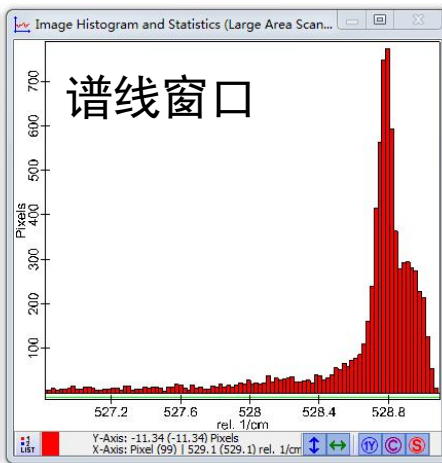 Image Histogram and Statistics (Large Area Scan...
谱线窗口
700
600
500
400
300
200
100
Pixels
527.2 527.6 528 528.4 528.8
rel. 1/cm
LIST
Y-Axis: -11.34 (-11.34) Pixels
X-Axis: Pixel (99) | 529.1 (529.1) rel. 1/cm
1Y C S